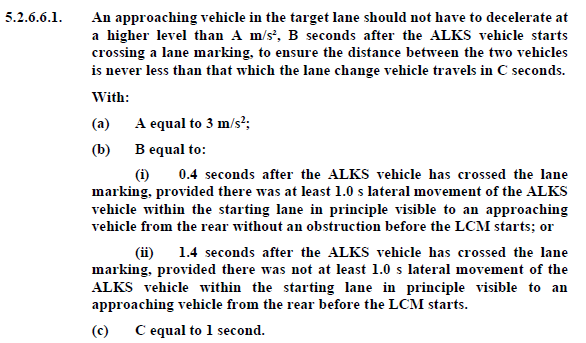 5.2.6.6.1. An approaching vehicle in the target lane should not have to decelerate at
a higher level than A m/s², B seconds after the ALKS vehicle starts
crossing a lane marking, to ensure the distance between the two vehicles
is never less than that which the lane change vehicle travels in C seconds.
With:
(a) A equal to 3 m/s²;
(b) B equal to:
(i) 0.4 seconds after the ALKS vehicle has crossed the lane
marking, provided there was at least 1.0 s lateral movement of the ALKS
vehicle within the starting lane in principle visible to an approaching
vehicle from the rear without an obstruction before the LCM starts; or
(ii) 1.4 seconds after the ALKS vehicle has crossed the lane
marking, provided there was not at least 1.0 s lateral movement of the
ALKS vehicle within the starting lane in principle visible to an
approaching vehicle from the rear before the LCM starts.
(c) C equal to 1 second.